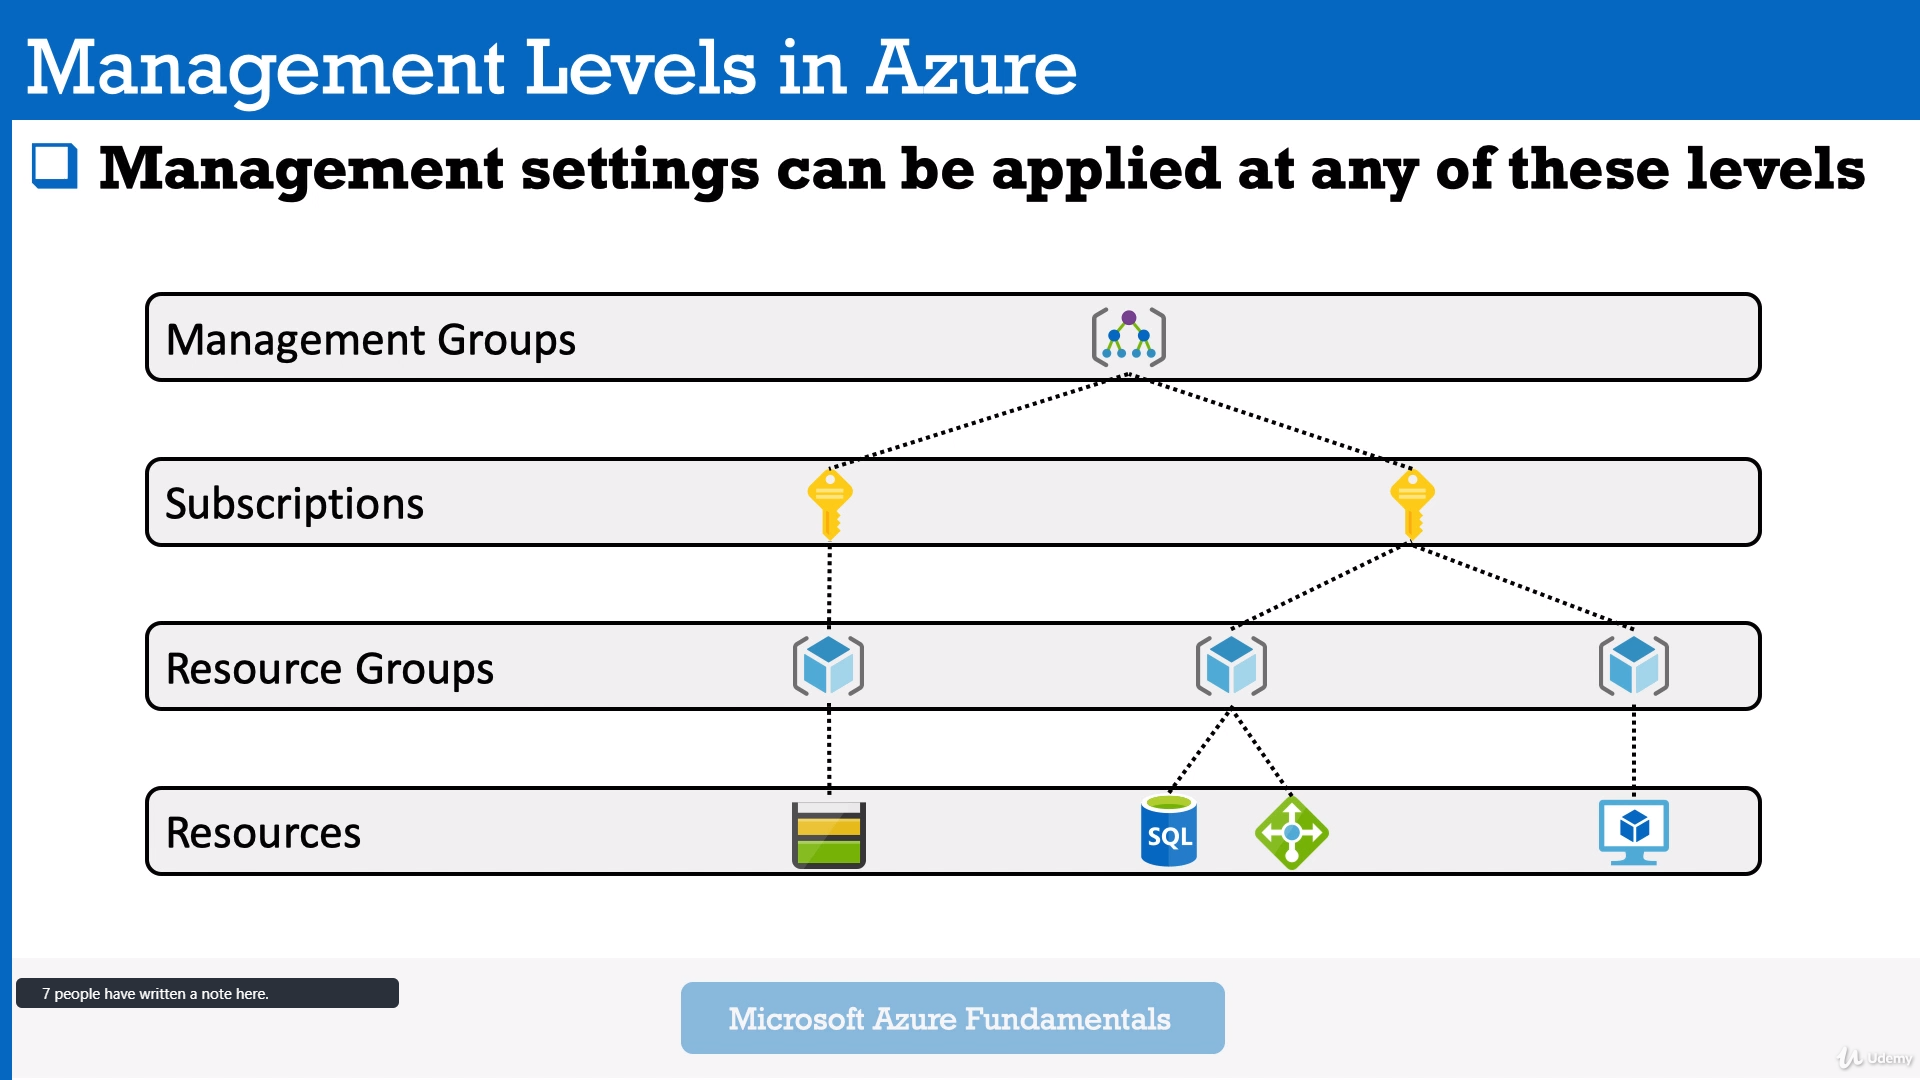 Management Levels in Azure
Management settings can be applied at any of these levels
Management Groups
Subscriptions
Resource Groups
Resources
SQL
7 people have written a note here.
Microsoft Azure Fundamentals
Udemy